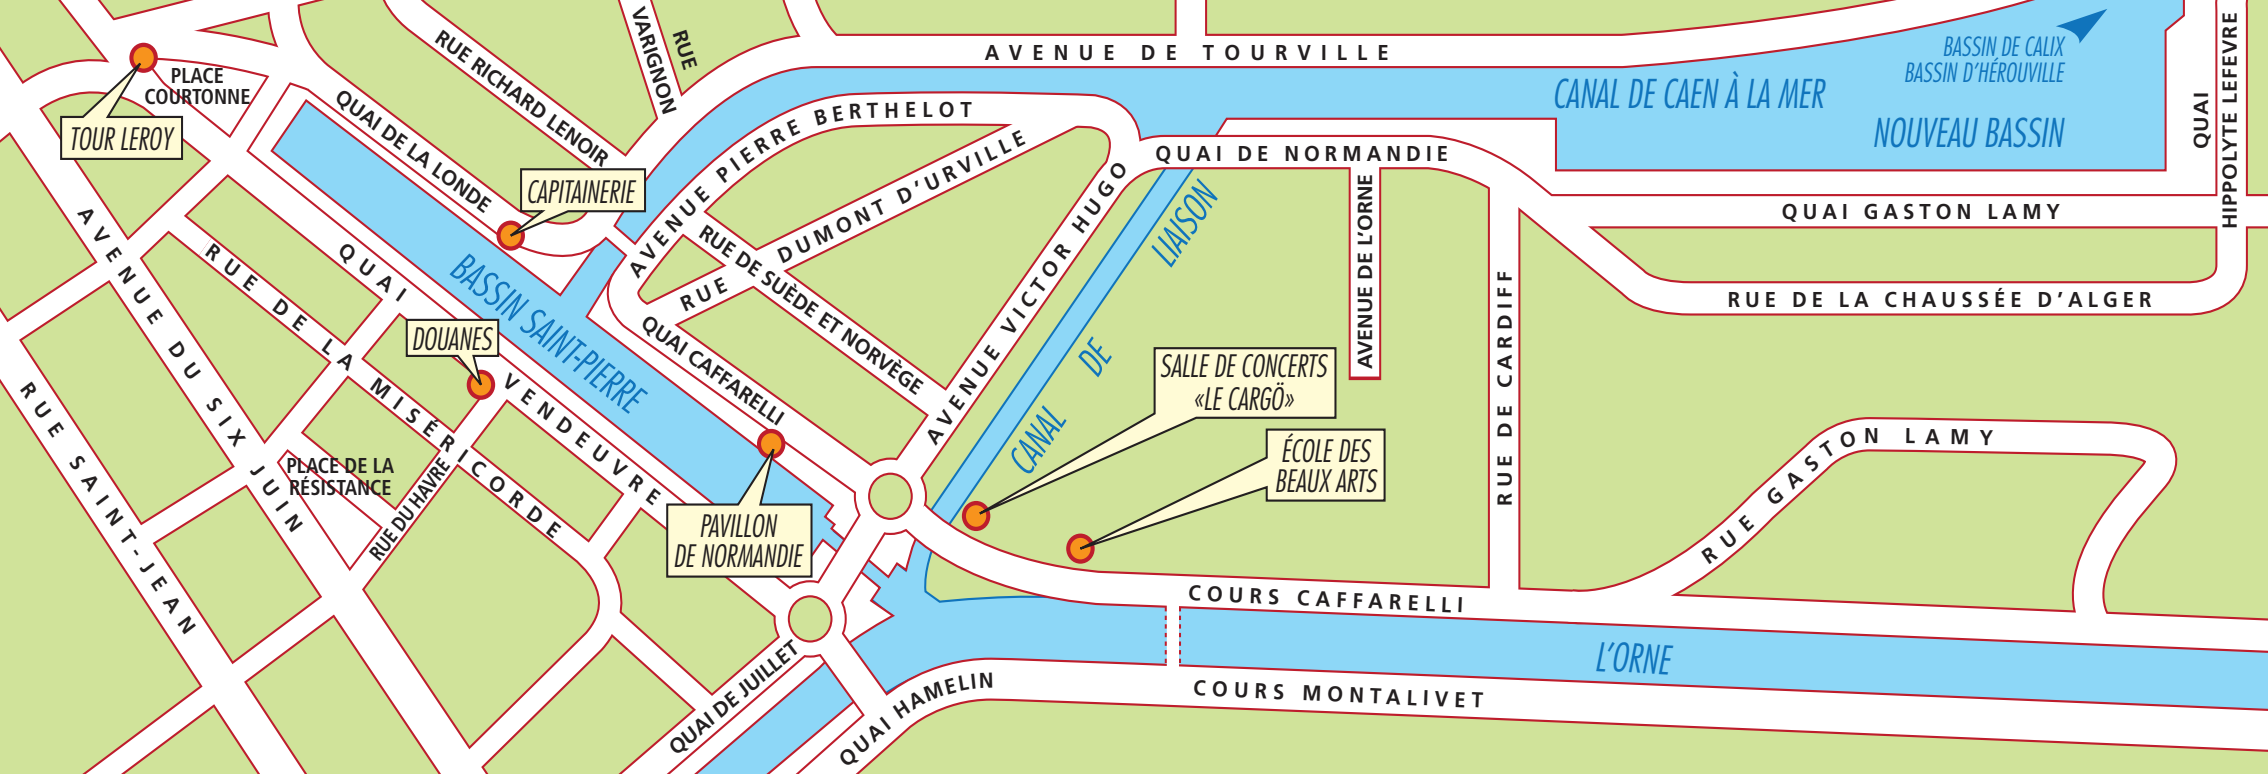 PLACE
COURTONNE
TOUR LEROY
QUAI DE LA LONDE
RUE RICHARD LENOIR
RUE
VARIGNON
CAPITAINERIE
AVENUE DE TOURVILLE
AVENUE PIERRE BERTHELOT
RUE DUMONT D'URVILLE
RUE DE SUÈDE ET NORVÈGE
QUAI CAFFARELLI
AVENUE VICTOR HUGO
QUAI DE NORMANDIE
CANAL DE LIAISON
AVENUE DE L'ORNE
RUE DE CARDIFF
CANAL DE CAEN À LA MER
BASSIN DE CALIX
BASSIN D'HÉROUVILLE
NOUVEAU BASSIN
QUAI
HIPPOLYTE LEFEVRE
QUAI GASTON LAMY
RUE DE LA CHAUSSÉE D'ALGER
AVENUE DU SIX JUIN
RUE DE LA MISÉRICORDE
QUAI VENDEUVRE
BASSIN SAINT-PIERRE
DOUANES
RUE SAINT-JEAN
PLACE DE LA
RÉSISTANCE
RUE DU HAVRE
PAVILLON
DE NORMANDIE
SALLE DE CONCERTS
«LE CARGÖ»
ÉCOLE DES
BEAUX ARTS
RUE GASTON LAMY
COURS CAFFARELLI
L'ORNE
COURS MONTALIVET
QUAI DE JUILLET
QUAI HAMELIN